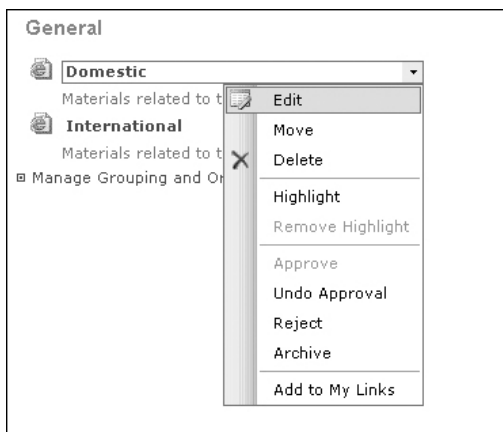 General
Domestic
Materials related to t
Edit
Move
International
Materials related to t
Delete
Manage Grouping and Or
Highlight
Remove Highlight
Approve
Undo Approval
Reject
Archive
Add to My Links